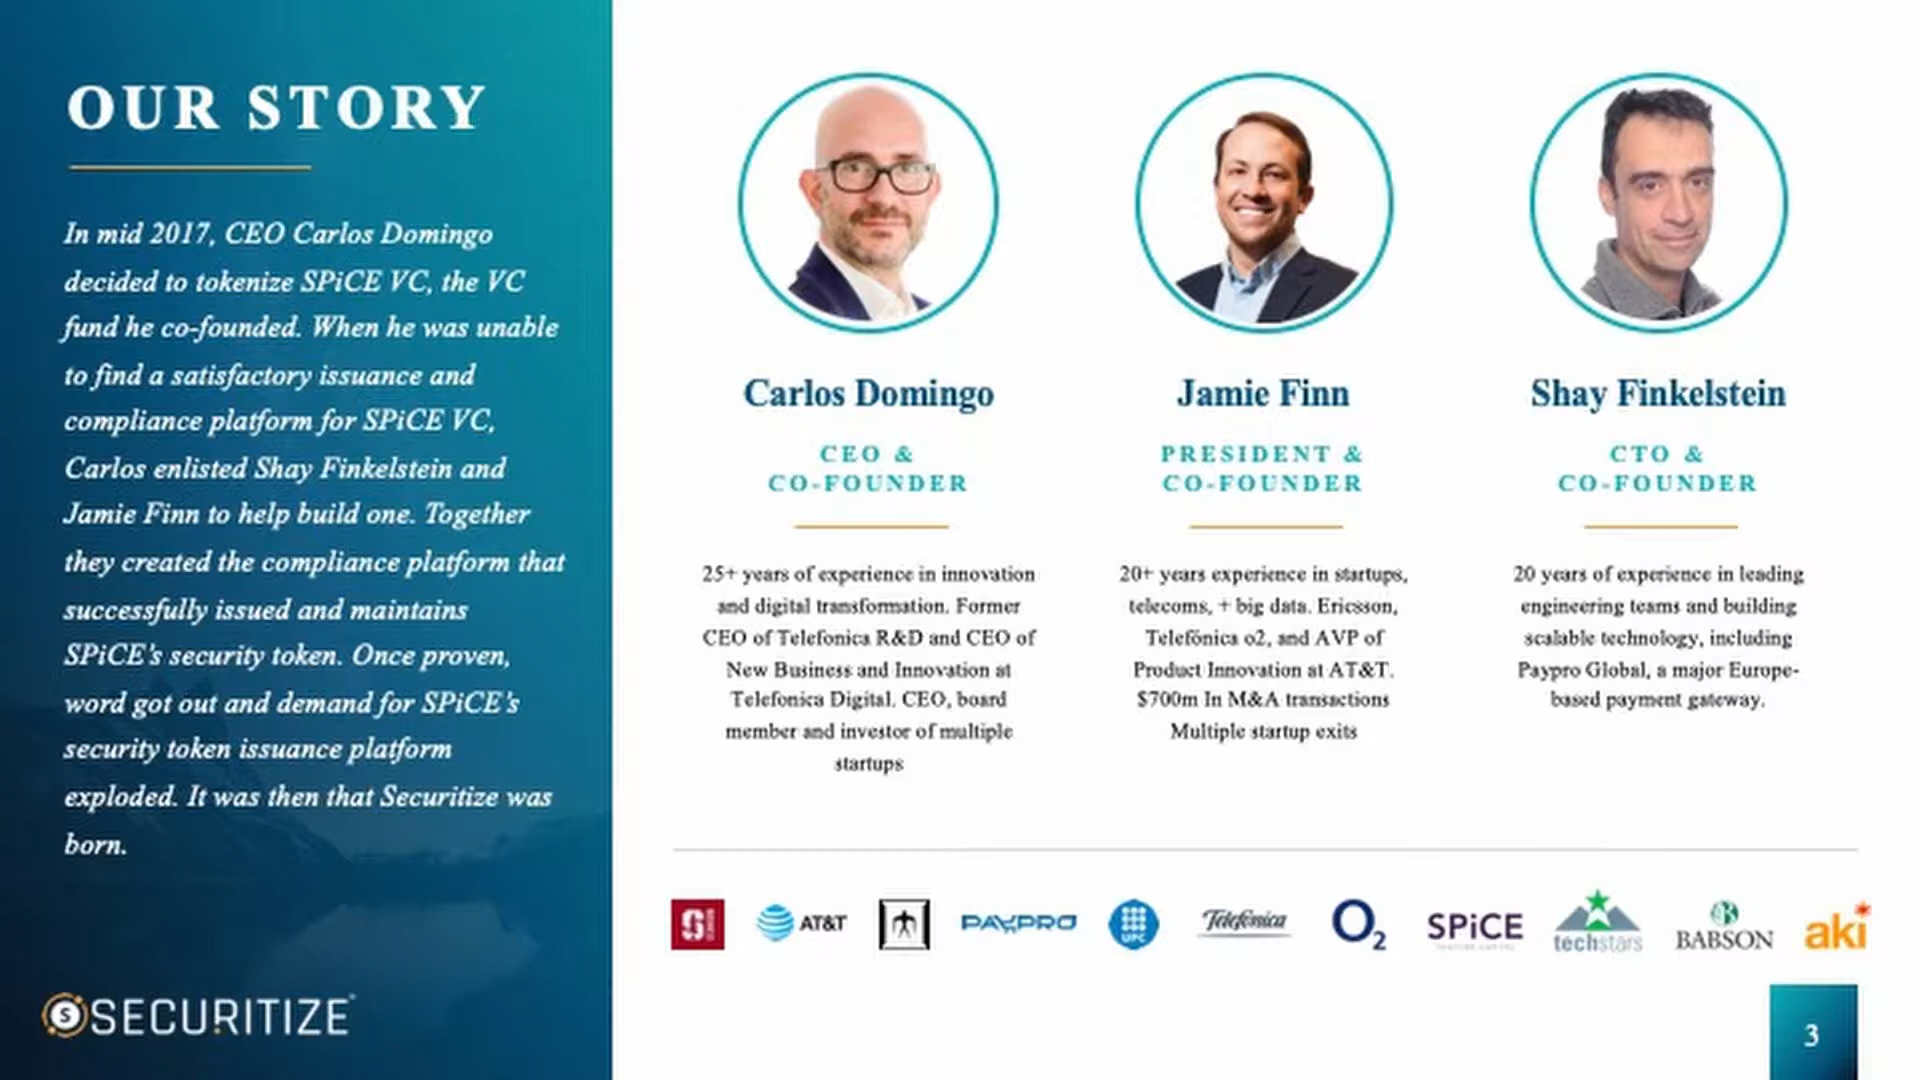 OUR STORY
In mid 2017, CEO Carlos Domingo
decided to tokenize SPiCE VC, the VC
fund he co-founded. When he was unable
to find a satisfactory issuance and
compliance platform for SPiCE VC,
Carlos enlisted Shay Finkelstein and
Jamie Finn to help build one. Together
they created the compliance platform that
successfully issued and maintains
SPiCE's security token. Once proven,
word got out and demand for SPiCE's
security token issuance platform
exploded. It was then that Securitize was
born.
SECURITIZE
Carlos Domingo
CEO &
CO-FOUNDER
25+ years of experience in innovation
and digital transformation. Former
CEO of Telefonica R&D and CEO of
New Business and Innovation at
Telefonica Digital. CEO, board
member and investor of multiple
startups
Jamie Finn
PRESIDENT &
CO-FOUNDER
20+ years experience in startups,
telecoms, + big data. Ericsson,
Telefónica o2, and AVP of
Product Innovation at AT&T.
$700m In M&A transactions
Multiple startup exits
Shay Finkelstein
CTO &
CO-FOUNDER
20 years of experience in leading
engineering teams and building
scalable technology, including
Paypro Global, a major Europe-
based payment gateway.
S
AT&T
PAYPRO
UPC
Telefónica
O2
SPiCE
techstars
B
BABSON
aki
3